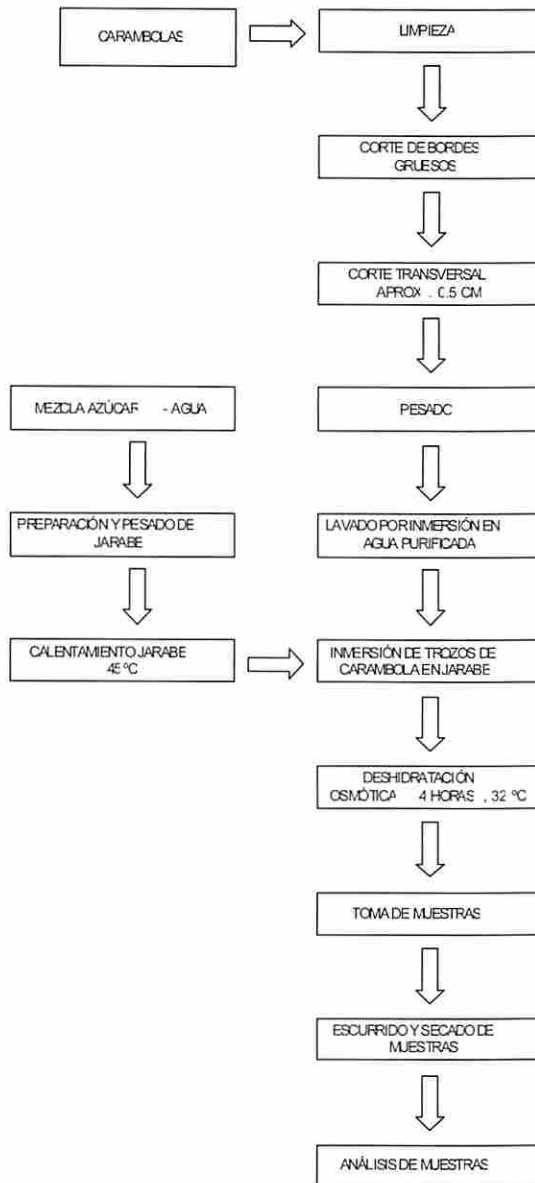 CARAMBOLAS
LIMPIEZA
CORTE DE BORDES
GRUESOS
CORTE TRANSVERSAL
APROX . 0.5 CM
MEZCLA AZÚCAR - AGUA
PESADO
PREPARACIÓN Y PESADO DE
JARABE
LAVADO POR INMERSIÓN EN
AGUA PURIFICADA
CALENTAMIENTO JARABE
45 ºC
INMERSIÓN DE TROZOS DE
CARAMBOLA EN JARABE
DESHIDRATACIÓN
OSMÓTICA 4 HORAS , 32 ºC
TOMA DE MUESTRAS
ESCURRIDO Y SECADO DE
MUESTRAS
ANÁLISIS DE MUESTRAS